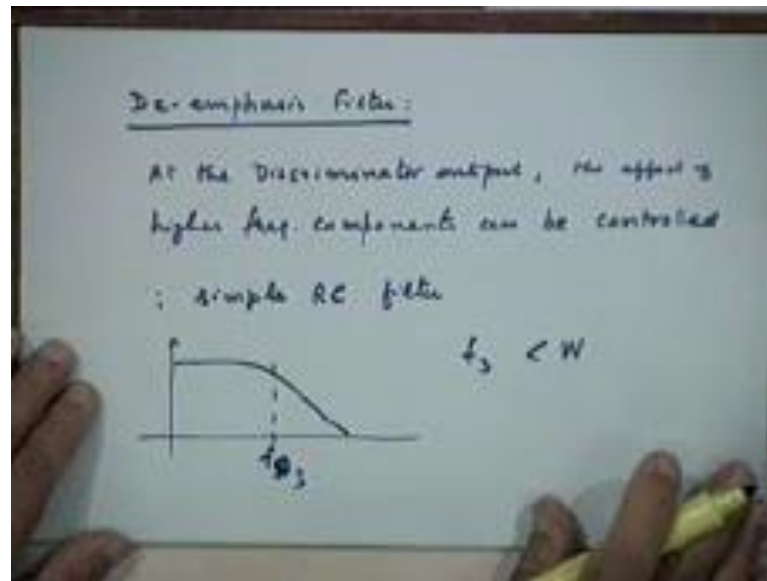 De-emphasis Filter:
At the Discriminator output, the effect of
higher freq. components can be controlled
; simple RC filter
f3 < W
f3